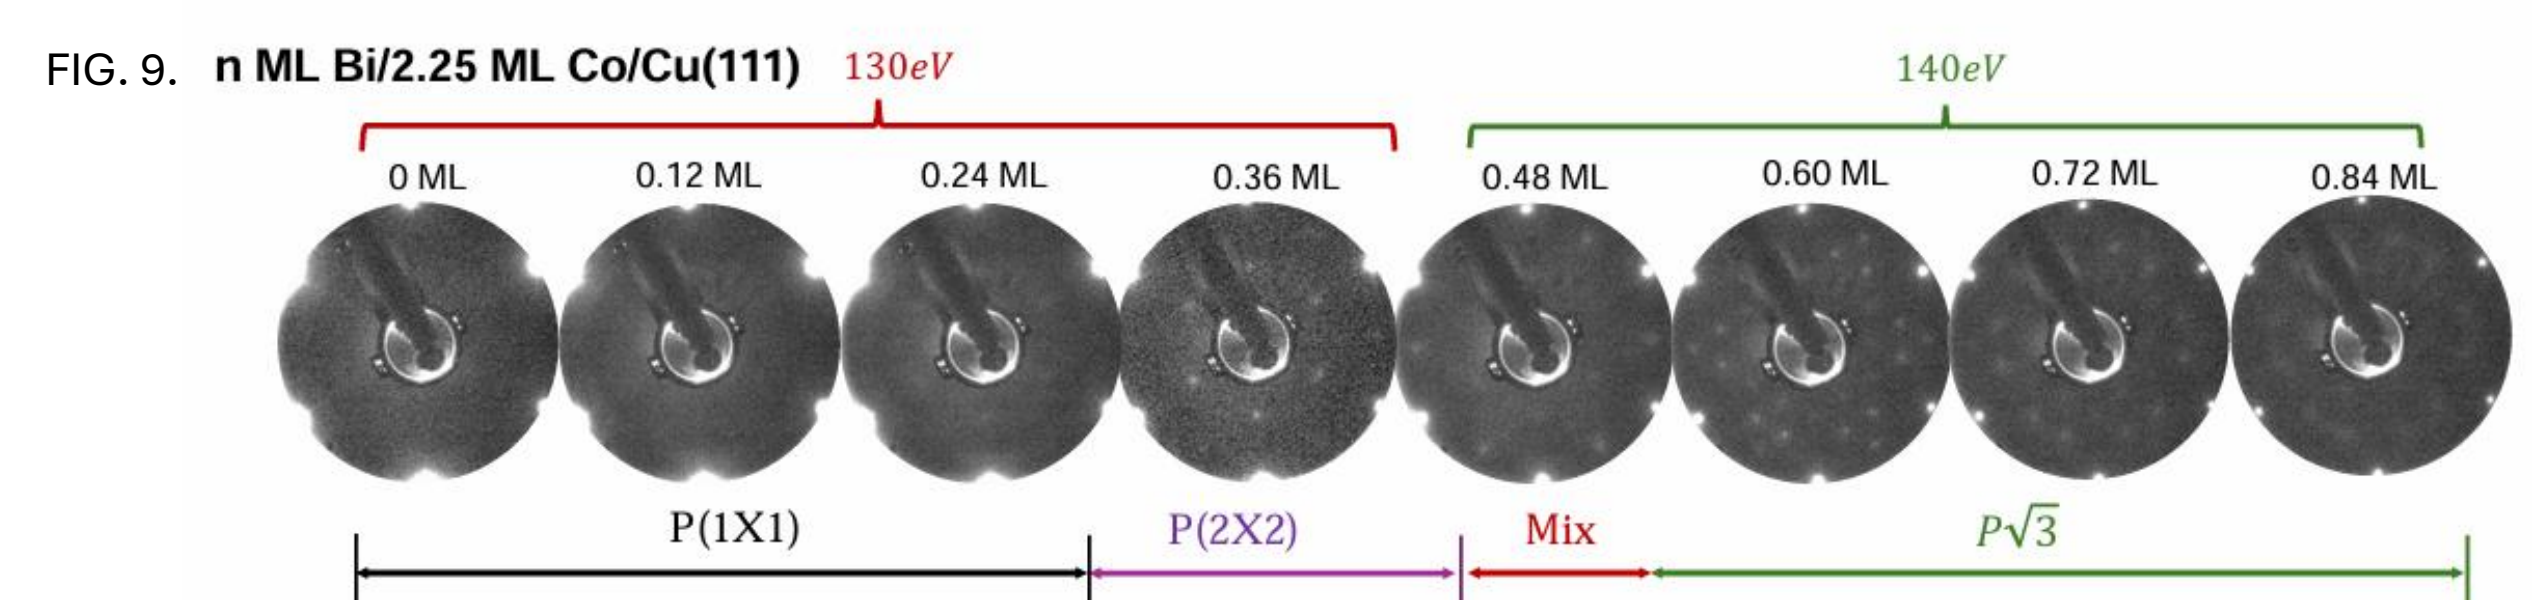 FIG. 9. n ML Bi/2.25 ML Co/Cu(111) 130eV 140eV
0 ML 0.12 ML 0.24 ML 0.36 ML 0.48 ML 0.60 ML 0.72 ML 0.84 ML
P(1X1) P(2X2) Mix P√3